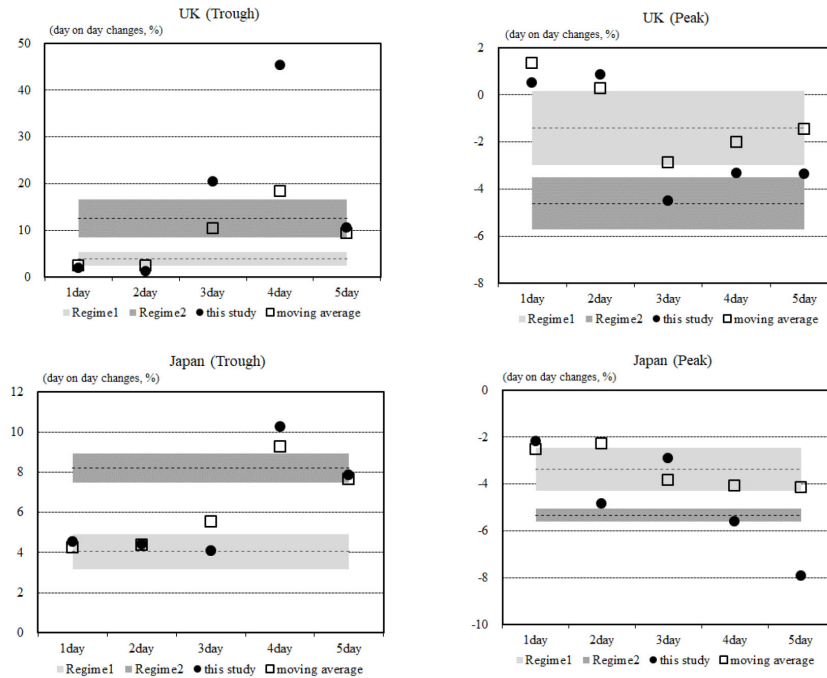 UK (Trough)
(day on day changes, %)
50
40
30
20
10
0
1day 2day 3day 4day 5day
Regime1 Regime2 this study moving average
UK (Peak)
(day on day changes, %)
2
0
-2
-4
-6
-8
1day 2day 3day 4day 5day
Regime1 Regime2 this study moving average
Japan (Trough)
(day on day changes, %)
12
10
8
6
4
2
0
1day 2day 3day 4day 5day
Regime1 Regime2 this study moving average
Japan (Peak)
(day on day changes, %)
0
-2
-4
-6
-8
-10
1day 2day 3day 4day 5day
Regime1 Regime2 this study moving average